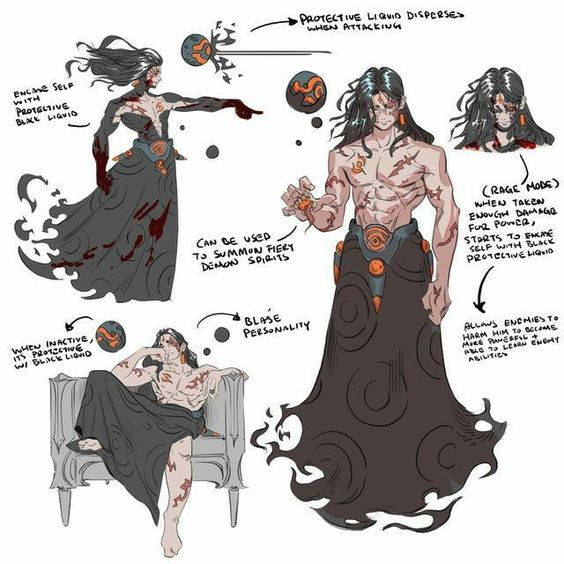 PROTECTIVE LIQUID DISPERSES
WHEN ATTACKING
ENCASE SELF
WITH
PROTECTIVE
BLACK LIQUID
(RAGE MODE)
WHEN TAKEN
ENOUGH DAMAGE
FUR POWER,
STARTS TO ENCASE
SELF WITH BLACK
PROTECTIVE LIQUID
CAN BE USED
TO SUMMON FIERY
DEMON SPIRITS
BLASÉ
PERSONALITY
WHEN INACTIVE,
ITS PROTECTIVE
W/ BLACK LIQUID
ALLOWS ENEMIES TO
HARM HIM TO BECOME
MORE POWERFUL +
ABLE TO LEARN ENEMY
ABILITIES